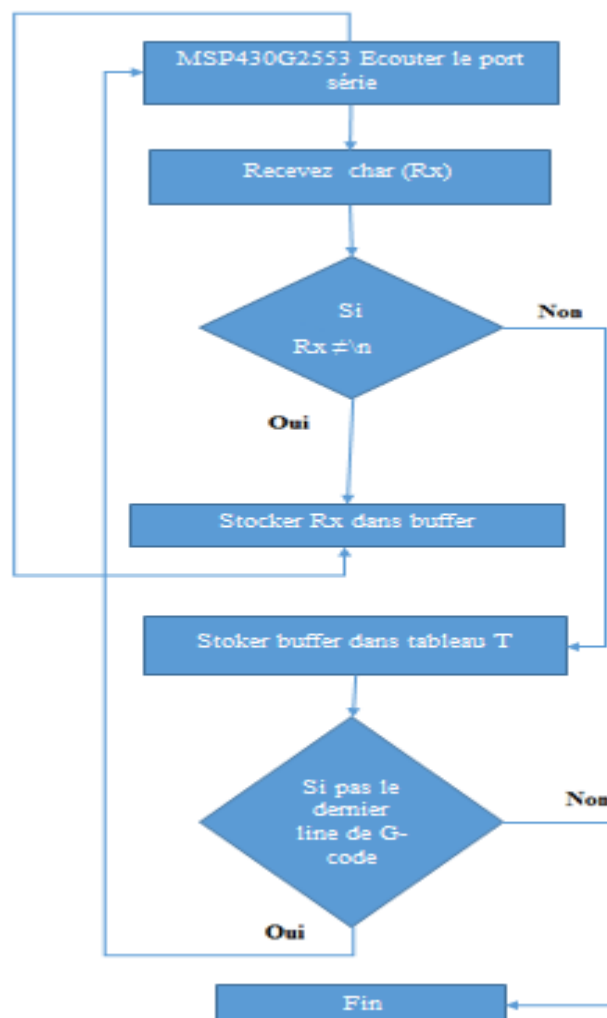 MSP430G2553 Ecouter le port
série
Recevez char (Rx)
Si
Rx ≠\n
Non
Oui
Stocker Rx dans buffer
Stoker buffer dans tableau T
Si pas le
dernier
line de G-
code
Non
Oui
Fin